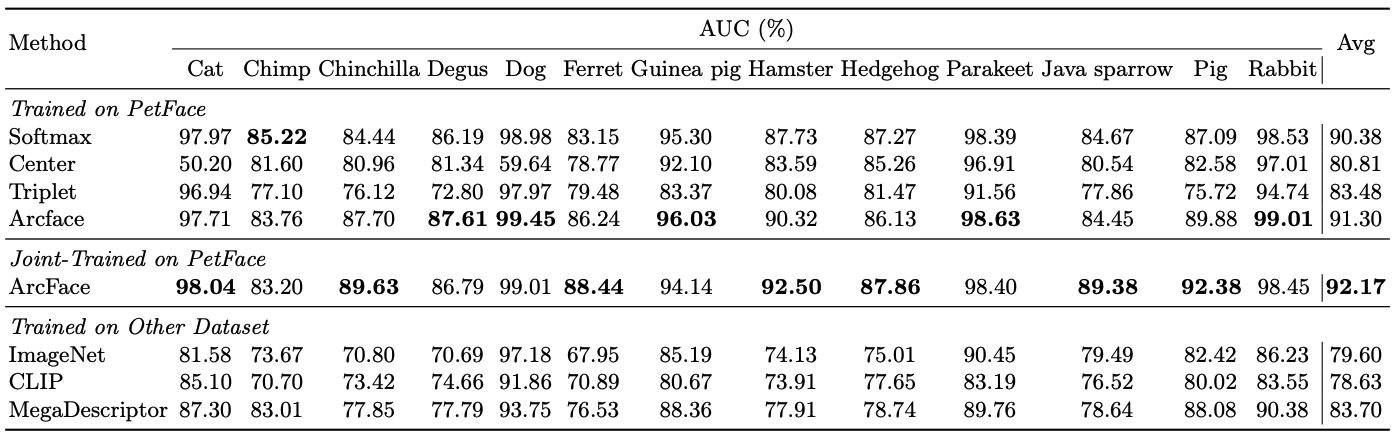 AUC (%)
Method Avg
Cat Chimp Chinchilla Degus Dog Ferret Guinea pig Hamster Hedgehog Parakeet Java sparrow Pig Rabbit
Trained on PetFace
Softmax 97.97 85.22 84.44 86.19 98.98 83.15 95.30 87.73 87.27 98.39 84.67 87.09 98.53 90.38
Center 50.20 81.60 80.96 81.34 59.64 78.77 92.10 83.59 85.26 96.91 80.54 82.58 97.01 80.81
Triplet 96.94 77.10 76.12 72.80 97.97 79.48 83.37 80.08 81.47 91.56 77.86 75.72 94.74 83.48
Arcface 97.71 83.76 87.70 87.61 99.45 86.24 96.03 90.32 86.13 98.63 84.45 89.88 99.01 91.30
Joint-Trained on PetFace
ArcFace 98.04 83.20 89.63 86.79 99.01 88.44 94.14 92.50 87.86 98.40 89.38 92.38 98.45 92.17
Trained on Other Dataset
ImageNet 81.58 73.67 70.80 70.69 97.18 67.95 85.19 74.13 75.01 90.45 79.49 82.42 86.23 79.60
CLIP 85.10 70.70 73.42 74.66 91.86 70.89 80.67 73.91 77.65 83.19 76.52 80.02 83.55 78.63
MegaDescriptor 87.30 83.01 77.85 77.79 93.75 76.53 88.36 77.91 78.74 89.76 78.64 88.08 90.38 83.70